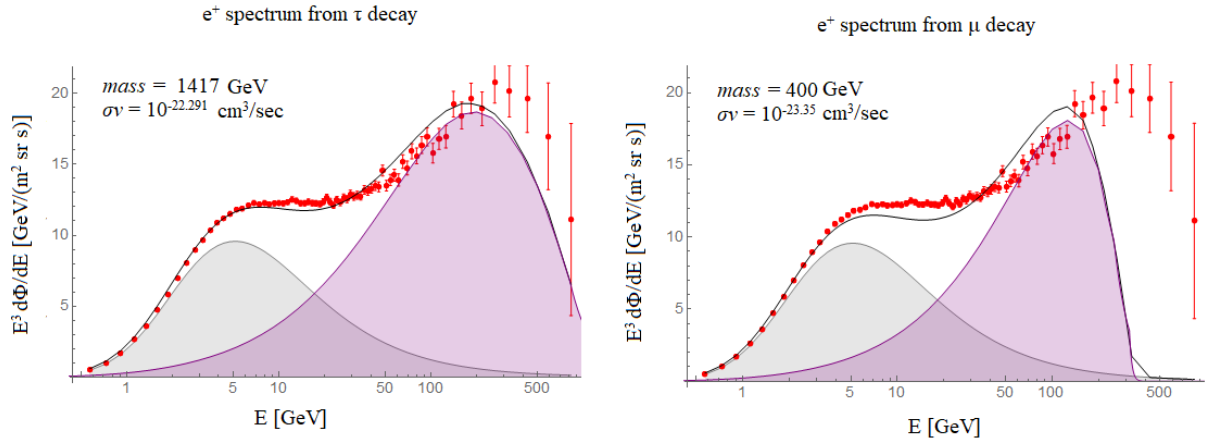 e⁺ spectrum from τ decay
mass = 1417 GeV
σv = 10⁻²²·²⁹¹ cm³/sec
20
15
10
5
1
5
10
50
100
500
E³ dΦ/dE [GeV/(m² sr s)]
E [GeV]
e⁺ spectrum from μ decay
mass = 400 GeV
σv = 10⁻²³·³⁵ cm³/sec
20
15
10
5
1
5
10
50
100
500
E³ dΦ/dE [GeV/(m² sr s)]
E [GeV]